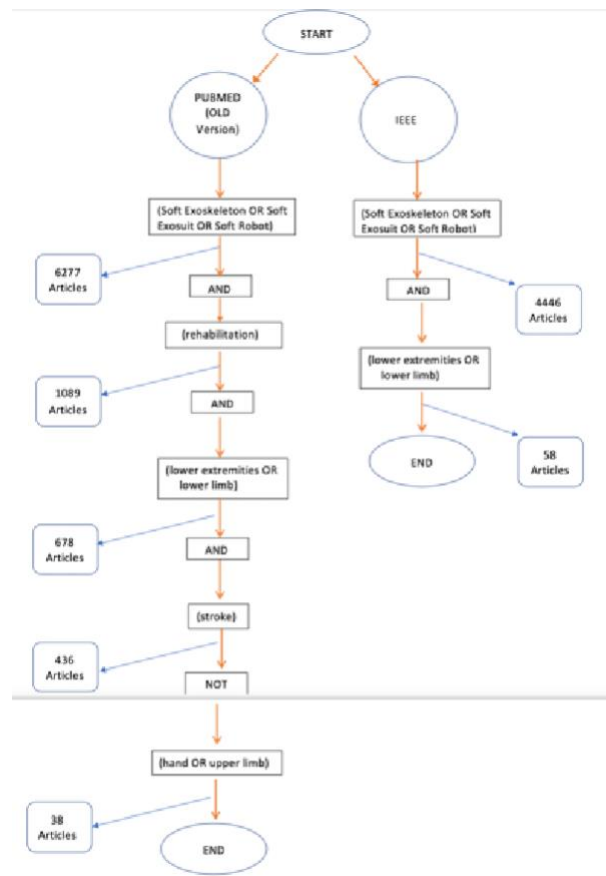 START
PUBMED
(OLD
Version)
IEEE
(Soft Exoskeleton OR Soft
Exosuit OR Soft Robot)
(Soft Exoskeleton OR Soft
Exosuit OR Soft Robot)
6277
Articles
AND
AND
4446
Articles
(rehabilitation)
(lower extremities OR
lower limb)
1089
Articles
AND
END
58
Articles
(lower extremities OR
lower limb)
678
Articles
AND
(stroke)
436
Articles
NOT
(hand OR upper limb)
38
Articles
END